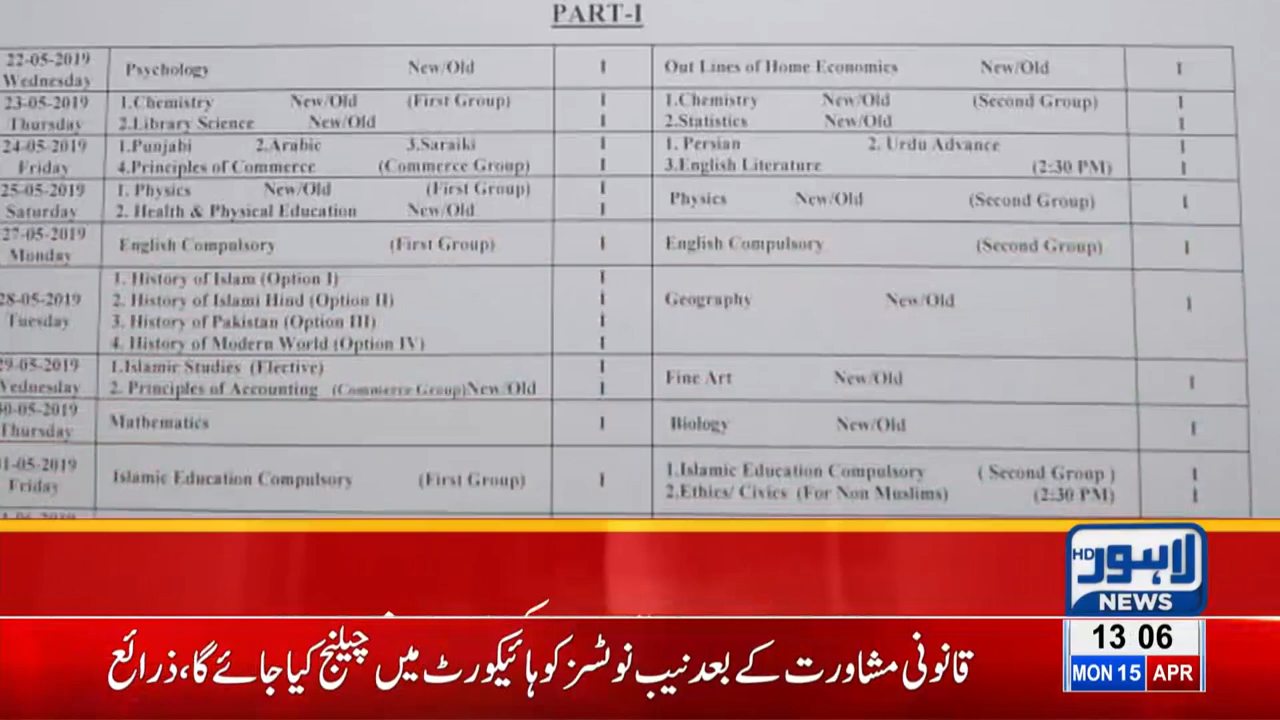 PART-I
22-05-2019 Psychology New/Old I Out Lines of Home Economics New/Old I
Wednesday
23-05-2019 1.Chemistry New/Old (First Group) I 1.Chemistry New/Old (Second Group) I
Thursday 2.Library Science New/Old I 2.Statistics New/Old I
24-05-2019 1.Punjabi 2.Arabic 3.Saraiki I 1. Persian 2. Urdu Advance I
Friday 4.Principles of Commerce (Commerce Group) I 3.English Literature (2:30 PM) I
25-05-2019 1. Physics New/Old (First Group) I Physics New/Old (Second Group) I
Saturday 2. Health & Physical Education New/Old I
27-05-2019 English Compulsory (First Group) I English Compulsory (Second Group) I
Monday
1. History of Islam (Option I) I
28-05-2019 2. History of Islami Hind (Option II) I Geography New/Old I
Tuesday 3. History of Pakistan (Option III) I
4. History of Modern World (Option IV) I
29-05-2019 1.Islamic Studies (Elective) I Fine Art New/Old I
Wednesday 2. Principles of Accounting (Commerce Group)New/Old I
30-05-2019 Mathematics I Biology New/Old I
Thursday
1-05-2019 Islamic Education Compulsory (First Group) I 1.Islamic Education Compulsory ( Second Group ) I
Friday 2.Ethics/ Civics (For Non Muslims) (2:30 PM) I
HD لاہور
NEWS
13 06
MON 15 APR
قانونی مشاورت کے بعد نیب نوٹسز کو ہائیکورٹ میں چیلنج کیا جائے گا، ذرائع